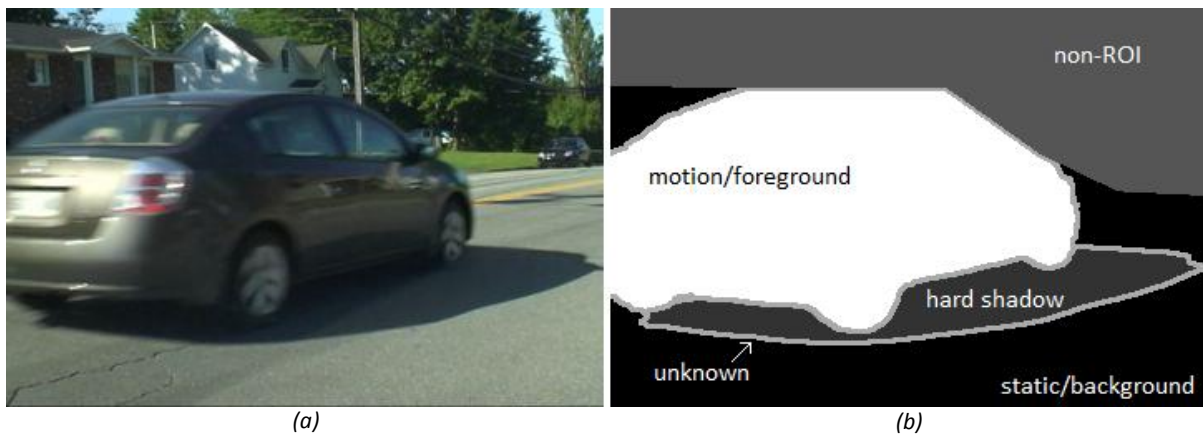 non-ROI
motion/foreground
hard shadow
unknown
static/background
(a)
(b)